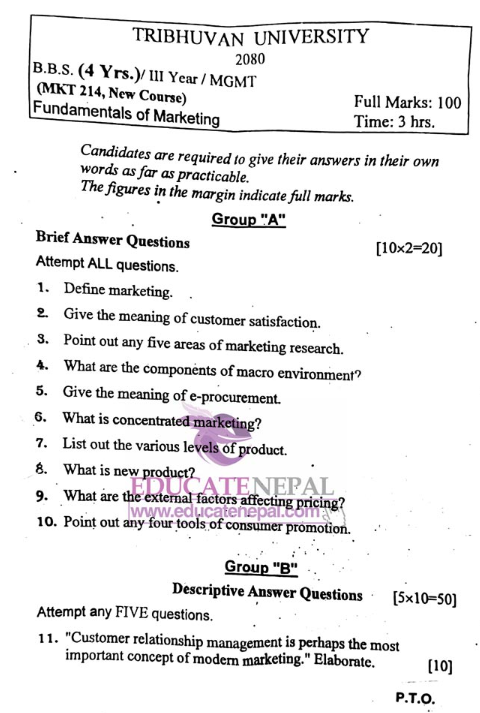 TRIBHUVAN UNIVERSITY
2080
B.B.S. (4 Yrs.)/ III Year / MGMT
(MKT 214, New Course)
Fundamentals of Marketing
Full Marks: 100
Time: 3 hrs.
Candidates are required to give their answers in their own
words as far as practicable.
The figures in the margin indicate full marks.
Group "A"
Brief Answer Questions [10×2=20]
Attempt ALL questions.
1. Define marketing.
2. Give the meaning of customer satisfaction.
3. Point out any five areas of marketing research.
4. What are the components of macro environment?
5. Give the meaning of e-procurement.
6. What is concentrated marketing?
7. List out the various levels of product.
8. What is new product?
EDUCATENEPAL
9. What are the external factors affecting pricing?
www.educatenepal.com
10. Point out any four tools of consumer promotion.
Group "B"
Descriptive Answer Questions [5×10=50]
Attempt any FIVE questions.
11. "Customer relationship management is perhaps the most
important concept of modern marketing." Elaborate. [10]
P.T.O.